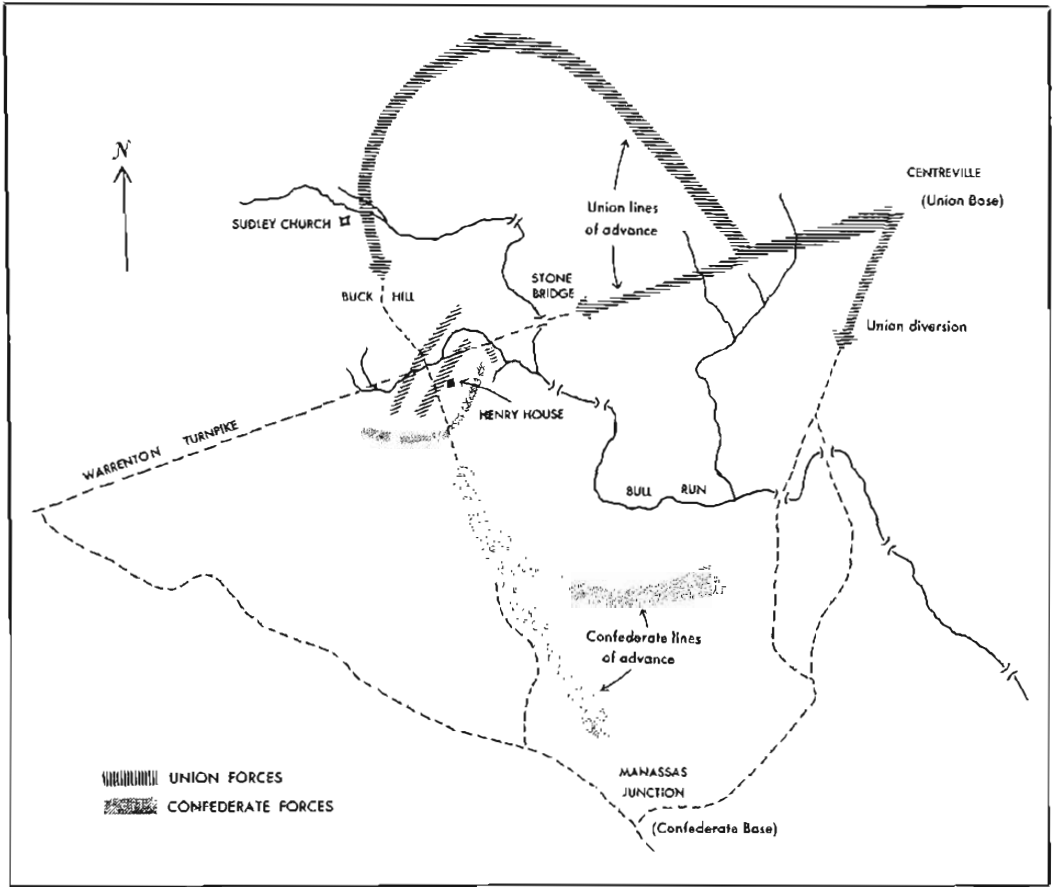 N
CENTREVILLE
(Union Base)
Union lines
of advance
SUDLEY CHURCH
STONE
BRIDGE
BUCK HILL
Union diversion
HENRY HOUSE
WARRENTON TURNPIKE
BULL RUN
Confederate lines
of advance
MANASSAS
JUNCTION
(Confederate Base)
UNION FORCES
CONFEDERATE FORCES